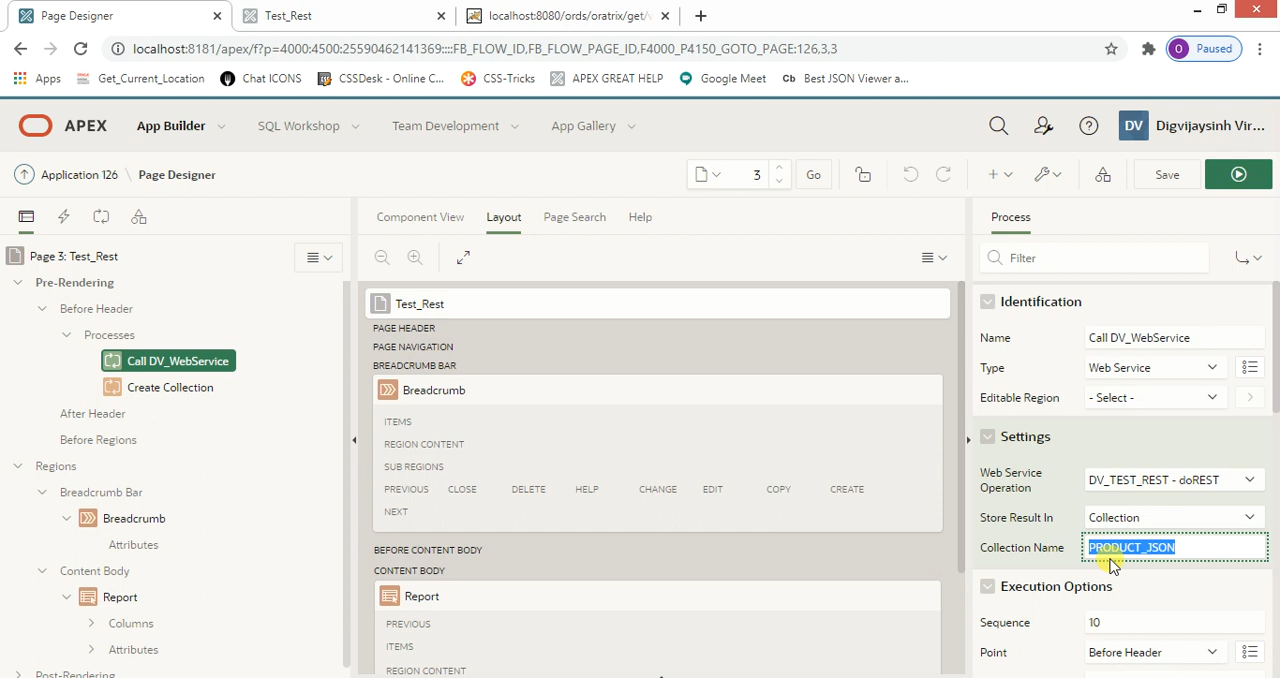 Page Designer
Test_Rest
localhost:8080/ords/oratrix/get/
localhost:8181/apex/f?p=4000:4500:25590462141369::::FB_FLOW_ID,FB_FLOW_PAGE_ID,F4000_P4150_GOTO_PAGE:126,3,3
O Paused
Apps
Get_Current_Location
Chat ICONS
CSSDesk - Online C...
CSS-Tricks
APEX GREAT HELP
Google Meet
Cb Best JSON Viewer a...
APEX
App Builder
SQL Workshop
Team Development
App Gallery
DV Digvijaysinh Vir...
Application 126 \ Page Designer
3
Go
Save
Component View
Layout
Page Search
Help
Process
Page 3: Test_Rest
Filter
Pre-Rendering
Before Header
Processes
Call DV_WebService
Create Collection
After Header
Before Regions
Regions
Breadcrumb Bar
Breadcrumb
Attributes
Content Body
Report
Columns
Attributes
Post-Rendering
Test_Rest
PAGE HEADER
PAGE NAVIGATION
BREADCRUMB BAR
Breadcrumb
ITEMS
REGION CONTENT
SUB REGIONS
PREVIOUS CLOSE DELETE HELP CHANGE EDIT COPY CREATE
NEXT
BEFORE CONTENT BODY
CONTENT BODY
Report
PREVIOUS
ITEMS
REGION CONTENT
Identification
Name Call DV_WebService
Type Web Service
Editable Region - Select -
Settings
Web Service Operation DV_TEST_REST - doREST
Store Result In Collection
Collection Name PRODUCT_JSON
Execution Options
Sequence 10
Point Before Header